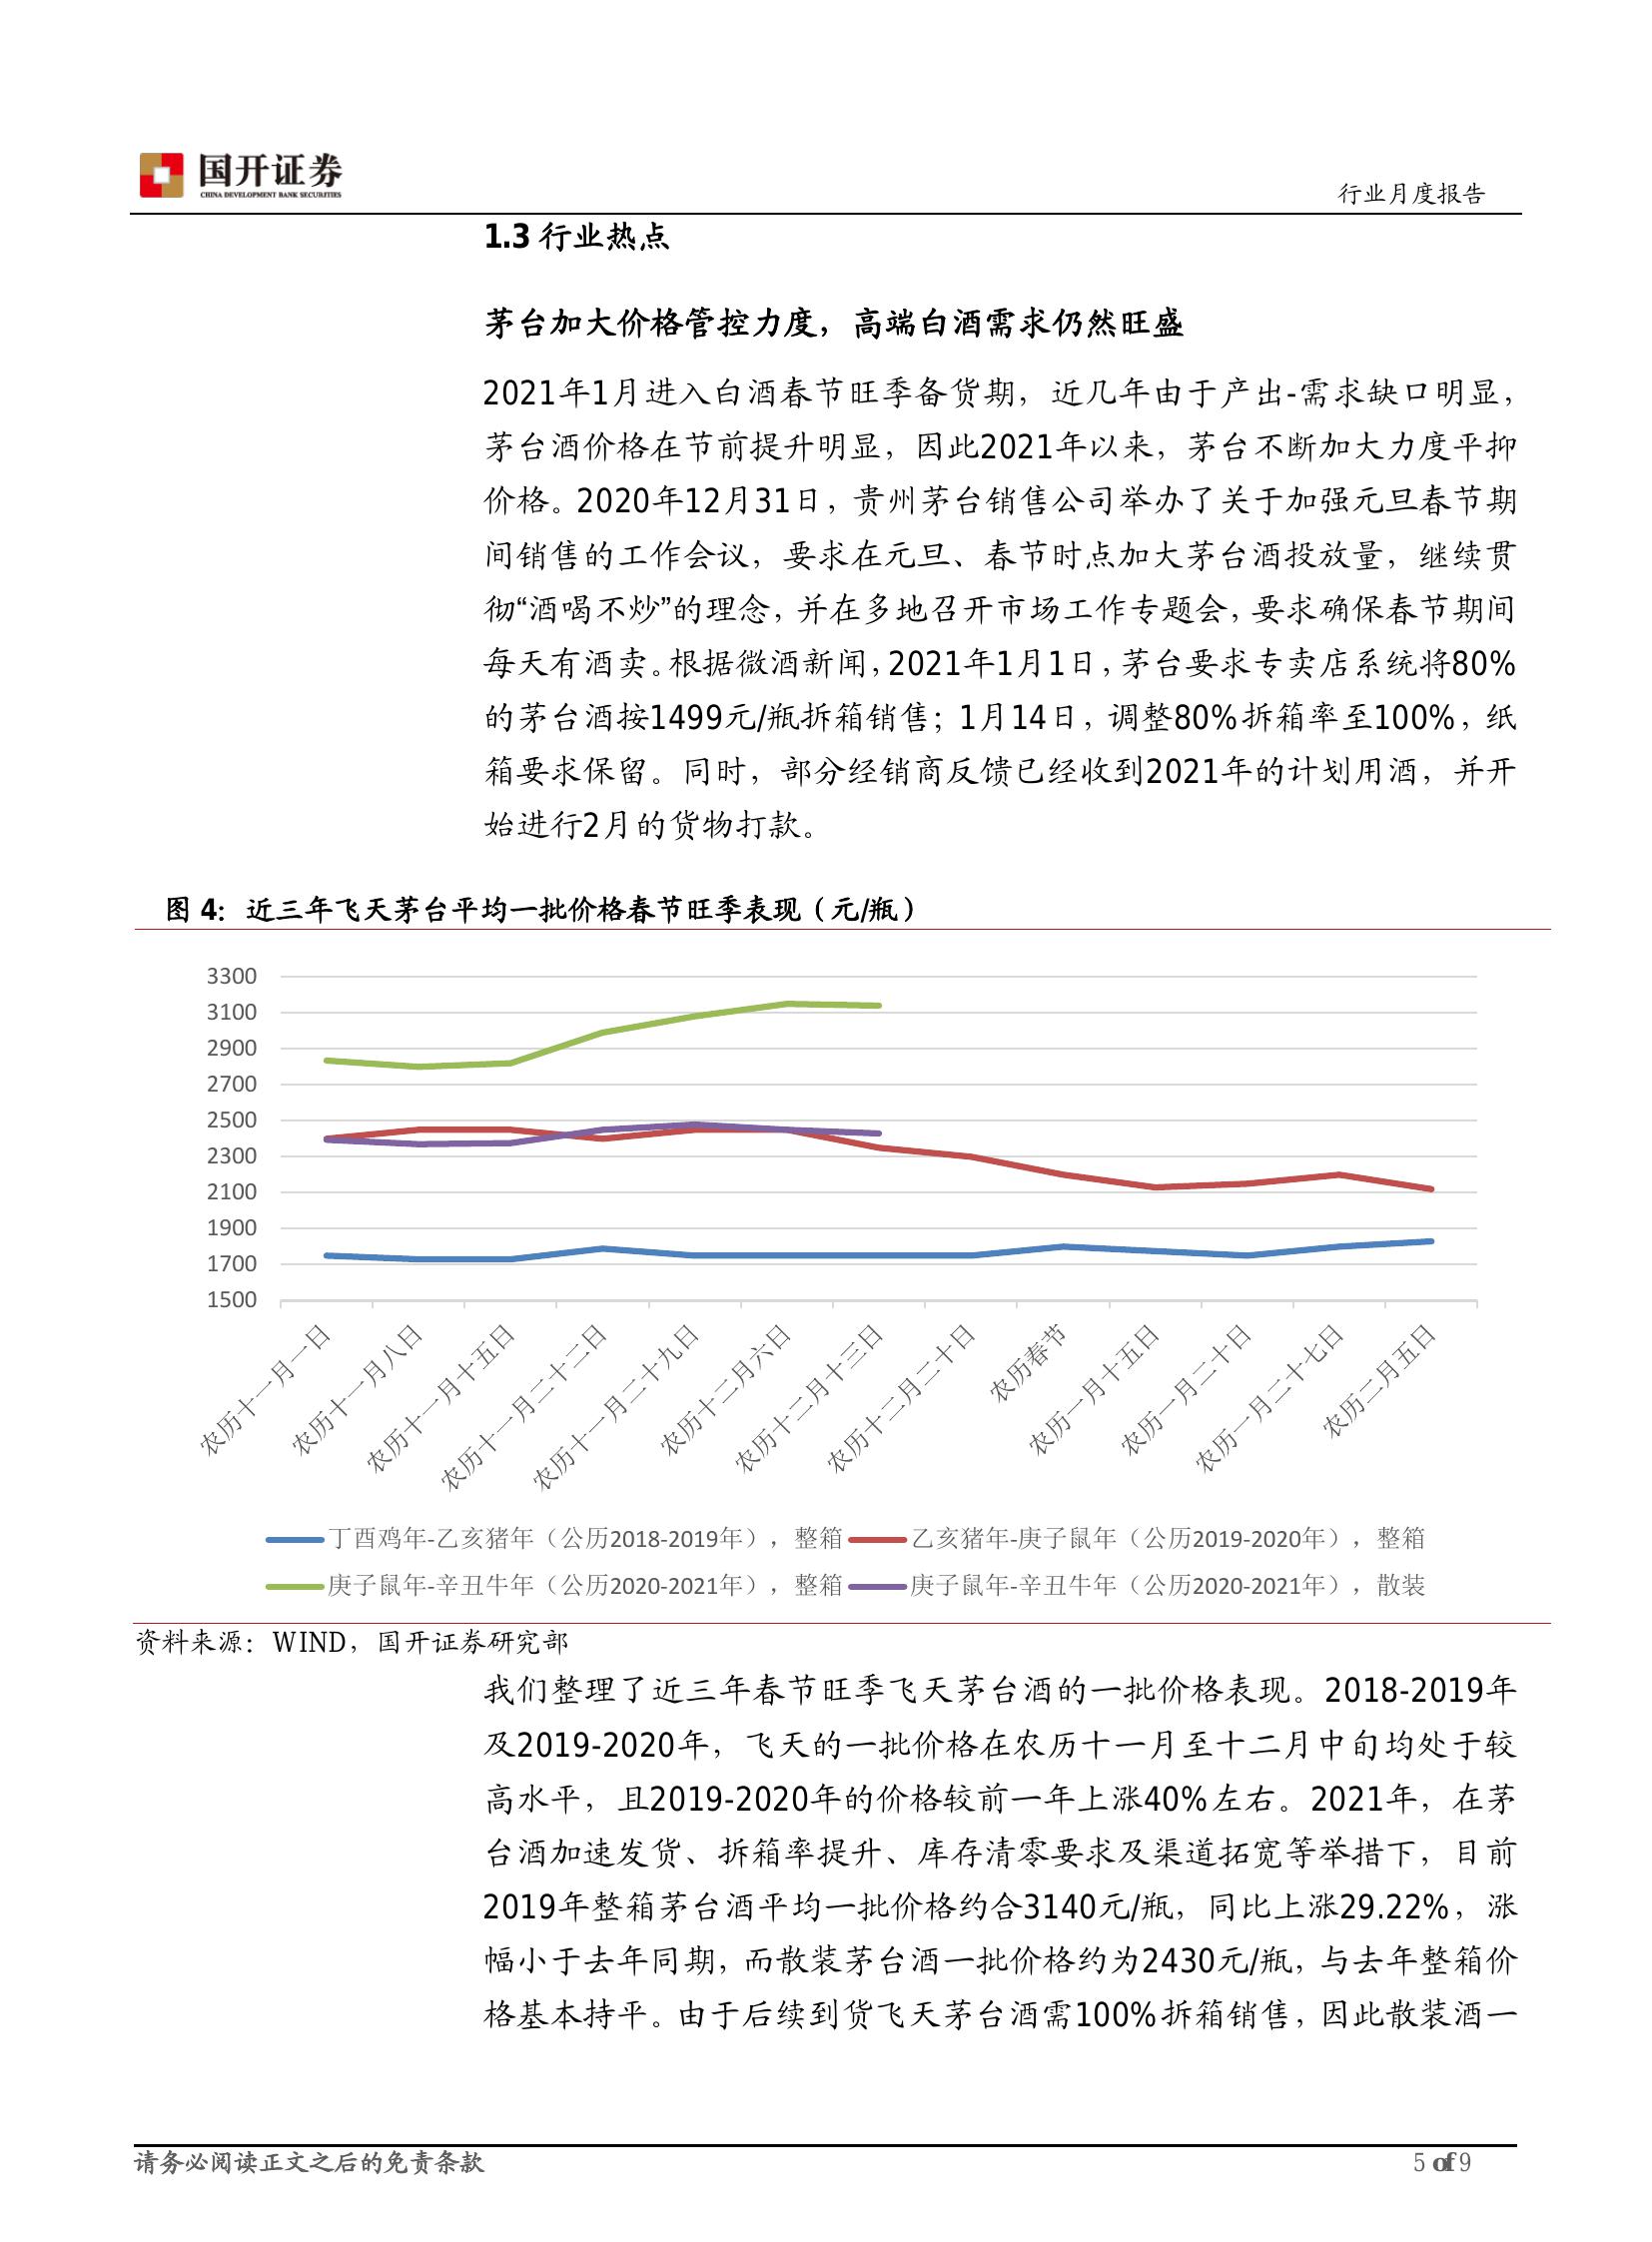 国开证券
CHINA DEVELOPMENT BANK SECURITIES
行业月度报告
1.3 行业热点
茅台加大价格管控力度，高端白酒需求仍然旺盛
2021年1月进入白酒春节旺季备货期，近几年由于产出-需求缺口明显，
茅台酒价格在节前提升明显，因此2021年以来，茅台不断加大力度平抑
价格。2020年12月31日，贵州茅台销售公司举办了关于加强元旦春节期
间销售的工作会议，要求在元旦、春节时点加大茅台酒投放量，继续贯
彻“酒喝不炒”的理念，并在多地召开市场工作专题会，要求确保春节期间
每天有酒卖。根据微酒新闻，2021年1月1日，茅台要求专卖店系统将80%
的茅台酒按1499元/瓶拆箱销售；1月14日，调整80%拆箱率至100%，纸
箱要求保留。同时，部分经销商反馈已经收到2021年的计划用酒，并开
始进行2月的货物打款。
图 4：近三年飞天茅台平均一批价格春节旺季表现（元/瓶）
3300
3100
2900
2700
2500
2300
2100
1900
1700
1500
农历十一月一日
农历十一月八日
农历十一月十五日
农历十一月二十二日
农历十一月二十九日
农历十二月六日
农历十二月十三日
农历十二月二十日
农历春节
农历一月十五日
农历一月二十日
农历一月二十七日
农历二月五日
丁酉鸡年-乙亥猪年（公历2018-2019年），整箱
乙亥猪年-庚子鼠年（公历2019-2020年），整箱
庚子鼠年-辛丑牛年（公历2020-2021年），整箱
庚子鼠年-辛丑牛年（公历2020-2021年），散装
资料来源：WIND，国开证券研究部
我们整理了近三年春节旺季飞天茅台酒的一批价格表现。2018-2019年
及2019-2020年，飞天的一批价格在农历十一月至十二月中旬均处于较
高水平，且2019-2020年的价格较前一年上涨40%左右。2021年，在茅
台酒加速发货、拆箱率提升、库存清零要求及渠道拓宽等举措下，目前
2019年整箱茅台酒平均一批价格约合3140元/瓶，同比上涨29.22%，涨
幅小于去年同期，而散装茅台酒一批价格约为2430元/瓶，与去年整箱价
格基本持平。由于后续到货飞天茅台酒需100%拆箱销售，因此散装酒一
请务必阅读正文之后的免责条款
5 of 9